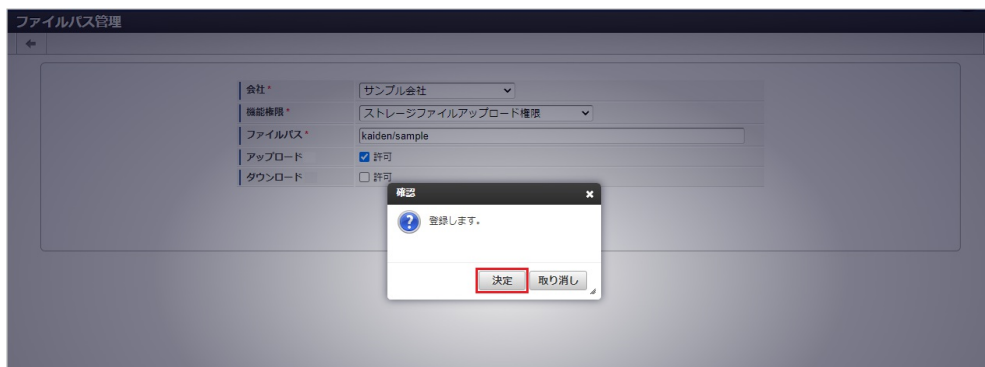 ファイルパス管理
会社*
サンプル会社
機能権限*
ストレージファイルアップロード権限
ファイルパス*
kaiden/sample
アップロード
許可
ダウンロード
許可
確認
登録します。
決定
取り消し